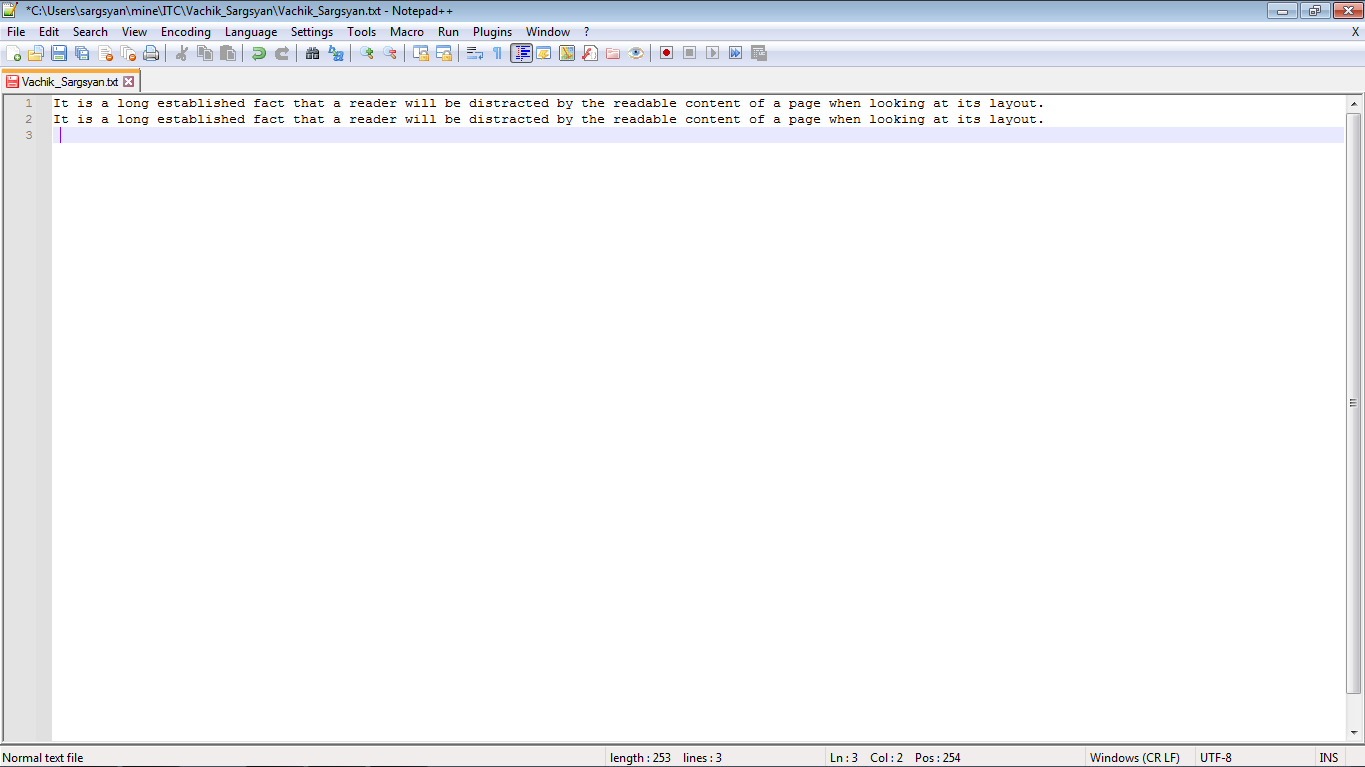 *C:\Users\sargsyan\mine\ITC\Vachik_Sargsyan\Vachik_Sargsyan.txt - Notepad++
File Edit Search View Encoding Language Settings Tools Macro Run Plugins Window ? X
Vachik_Sargsyan.txt
1 It is a long established fact that a reader will be distracted by the readable content of a page when looking at its layout.
2 It is a long established fact that a reader will be distracted by the readable content of a page when looking at its layout.
3
Normal text file length : 253 lines : 3 Ln : 3 Col : 2 Pos : 254 Windows (CR LF) UTF-8 INS